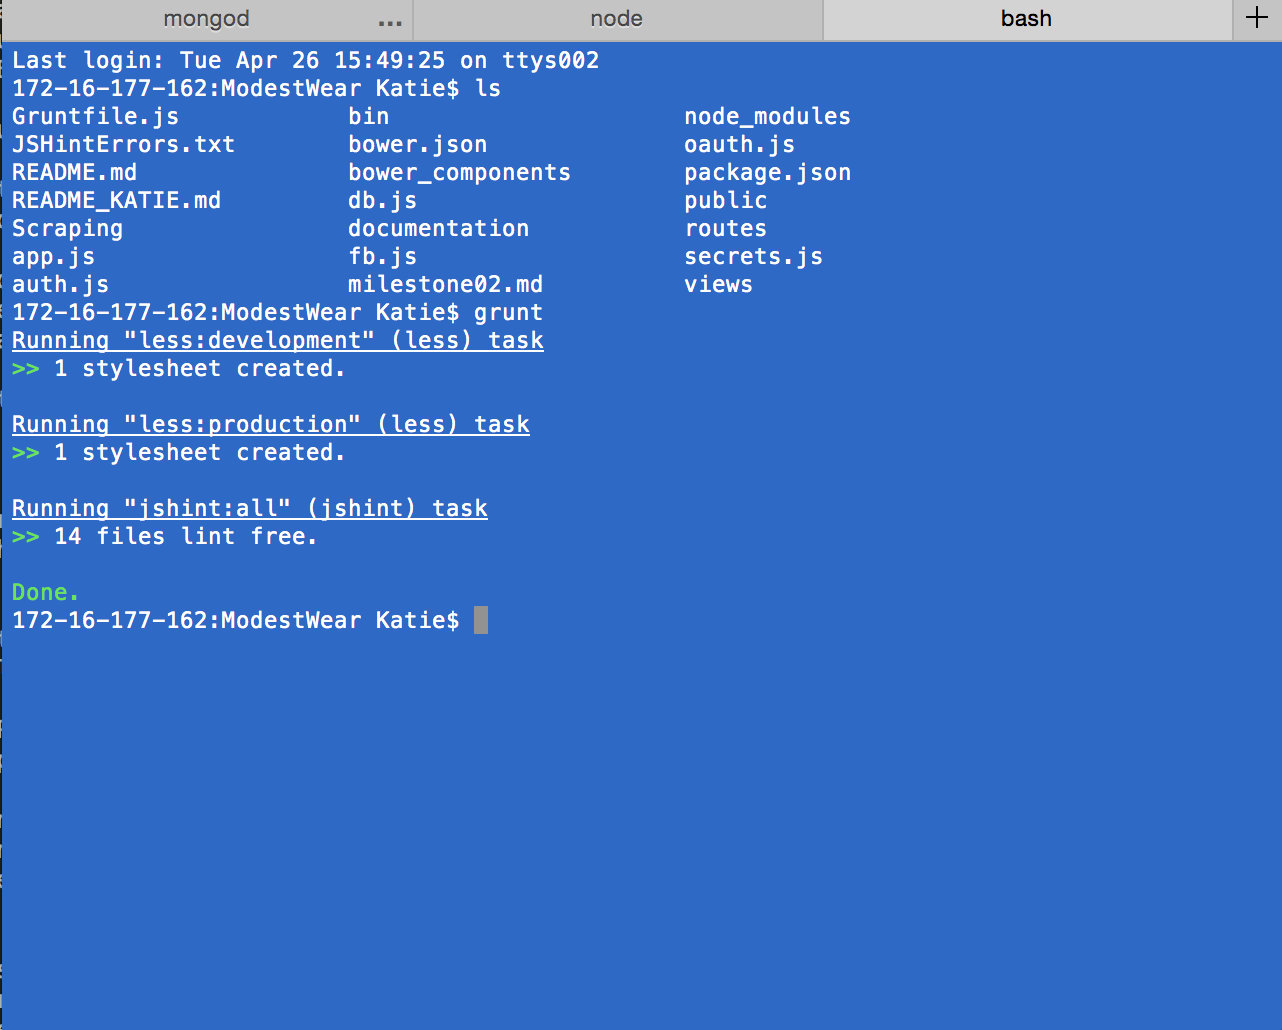 mongod ... node bash +
Last login: Tue Apr 26 15:49:25 on ttys002
172-16-177-162:ModestWear Katie$ ls
Gruntfile.js bin node_modules
JSHintErrors.txt bower.json oauth.js
README.md bower_components package.json
README_KATIE.md db.js public
Scraping documentation routes
app.js fb.js secrets.js
auth.js milestone02.md views
172-16-177-162:ModestWear Katie$ grunt
Running "less:development" (less) task
>> 1 stylesheet created.
Running "less:production" (less) task
>> 1 stylesheet created.
Running "jshint:all" (jshint) task
>> 14 files lint free.
Done.
172-16-177-162:ModestWear Katie$